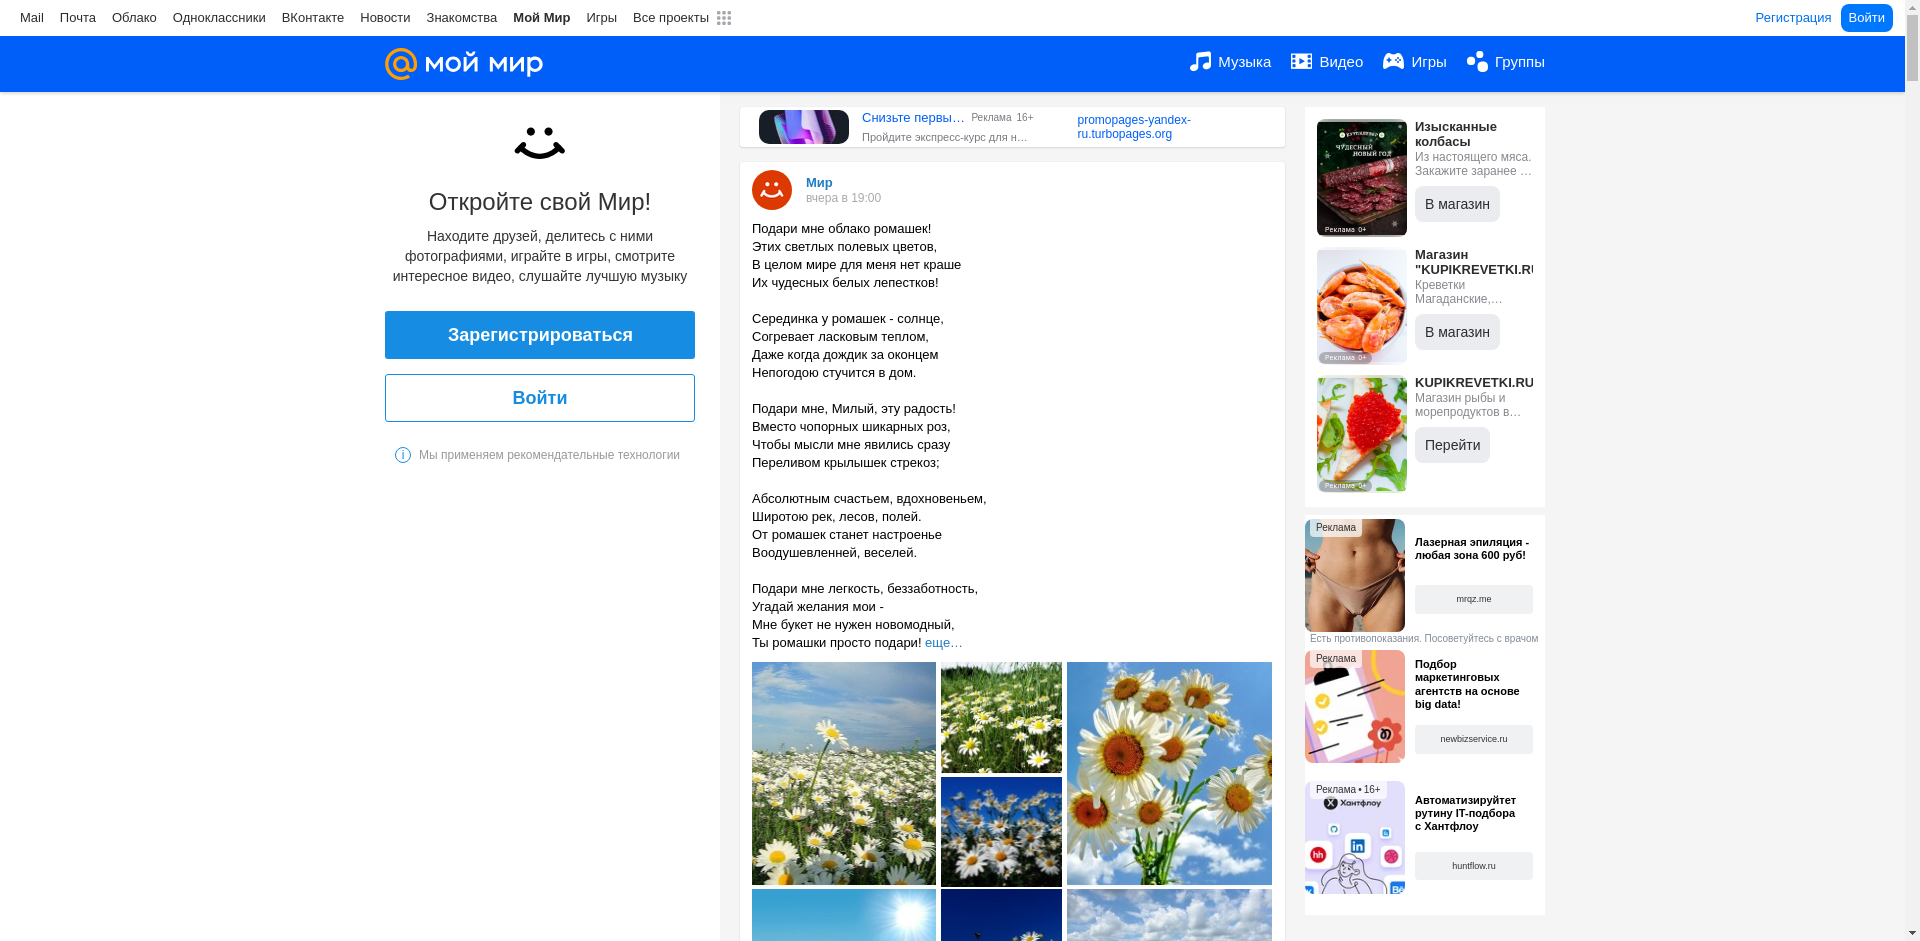 Mail Почта Облако Одноклассники ВКонтакте Новости Знакомства Мой Мир Игры Все проекты Регистрация Войти
@мой мир Музыка Видео Игры Группы
Откройте свой Мир!
Находите друзей, делитесь с ними
фотографиями, играйте в игры, смотрите
интересное видео, слушайте лучшую музыку
Зарегистрироваться
Войти
Мы применяем рекомендательные технологии
Снизьте первы… Реклама 16+
Пройдите экспресс-курс для н…
promopages-yandex-
ru.turbopages.org
Мир
вчера в 19:00
Подари мне облако ромашек!
Этих светлых полевых цветов,
В целом мире для меня нет краше
Их чудесных белых лепестков!
Серединка у ромашек - солнце,
Согревает ласковым теплом,
Даже когда дождик за оконцем
Непогодою стучится в дом.
Подари мне, Милый, эту радость!
Вместо чопорных шикарных роз,
Чтобы мысли мне явились сразу
Переливом крылышек стрекоз;
Абсолютным счастьем, вдохновеньем,
Широтою рек, лесов, полей.
От ромашек станет настроенье
Воодушевленней, веселей.
Подари мне легкость, беззаботность,
Угадай желания мои -
Мне букет не нужен новомодный,
Ты ромашки просто подари! еще…
ЧУДЕСНЫЙ
НОВЫЙ ГОД
Реклама 0+
Изысканные
колбасы
Из настоящего мяса.
Закажите заранее …
В магазин
Реклама 0+
Магазин
"KUPIKREVETKI.RU
Креветки
Магаданские,…
В магазин
Реклама 0+
KUPIKREVETKI.RU
Магазин рыбы и
морепродуктов в…
Перейти
Реклама
Лазерная эпиляция -
любая зона 600 руб!
mrqz.me
Есть противопоказания. Посоветуйтесь с врачом
Реклама
Подбор
маркетинговых
агентств на основе
big data!
newbizservice.ru
Реклама • 16+
Хантфлоу
hh
in
Автоматизируйтет
рутину IT-подбора
с Хантфлоу
huntflow.ru